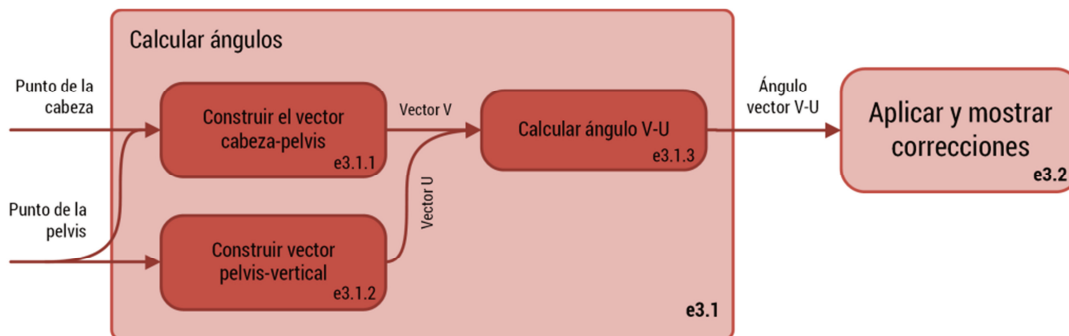 Calcular ángulos
Punto de la
cabeza
Construir el vector
cabeza-pelvis
e3.1.1
Vector V
Calcular ángulo V-U
e3.1.3
Ángulo
vector V-U
Aplicar y mostrar
correcciones
e3.2
Punto de la
pelvis
Construir vector
pelvis-vertical
e3.1.2
Vector U
e3.1